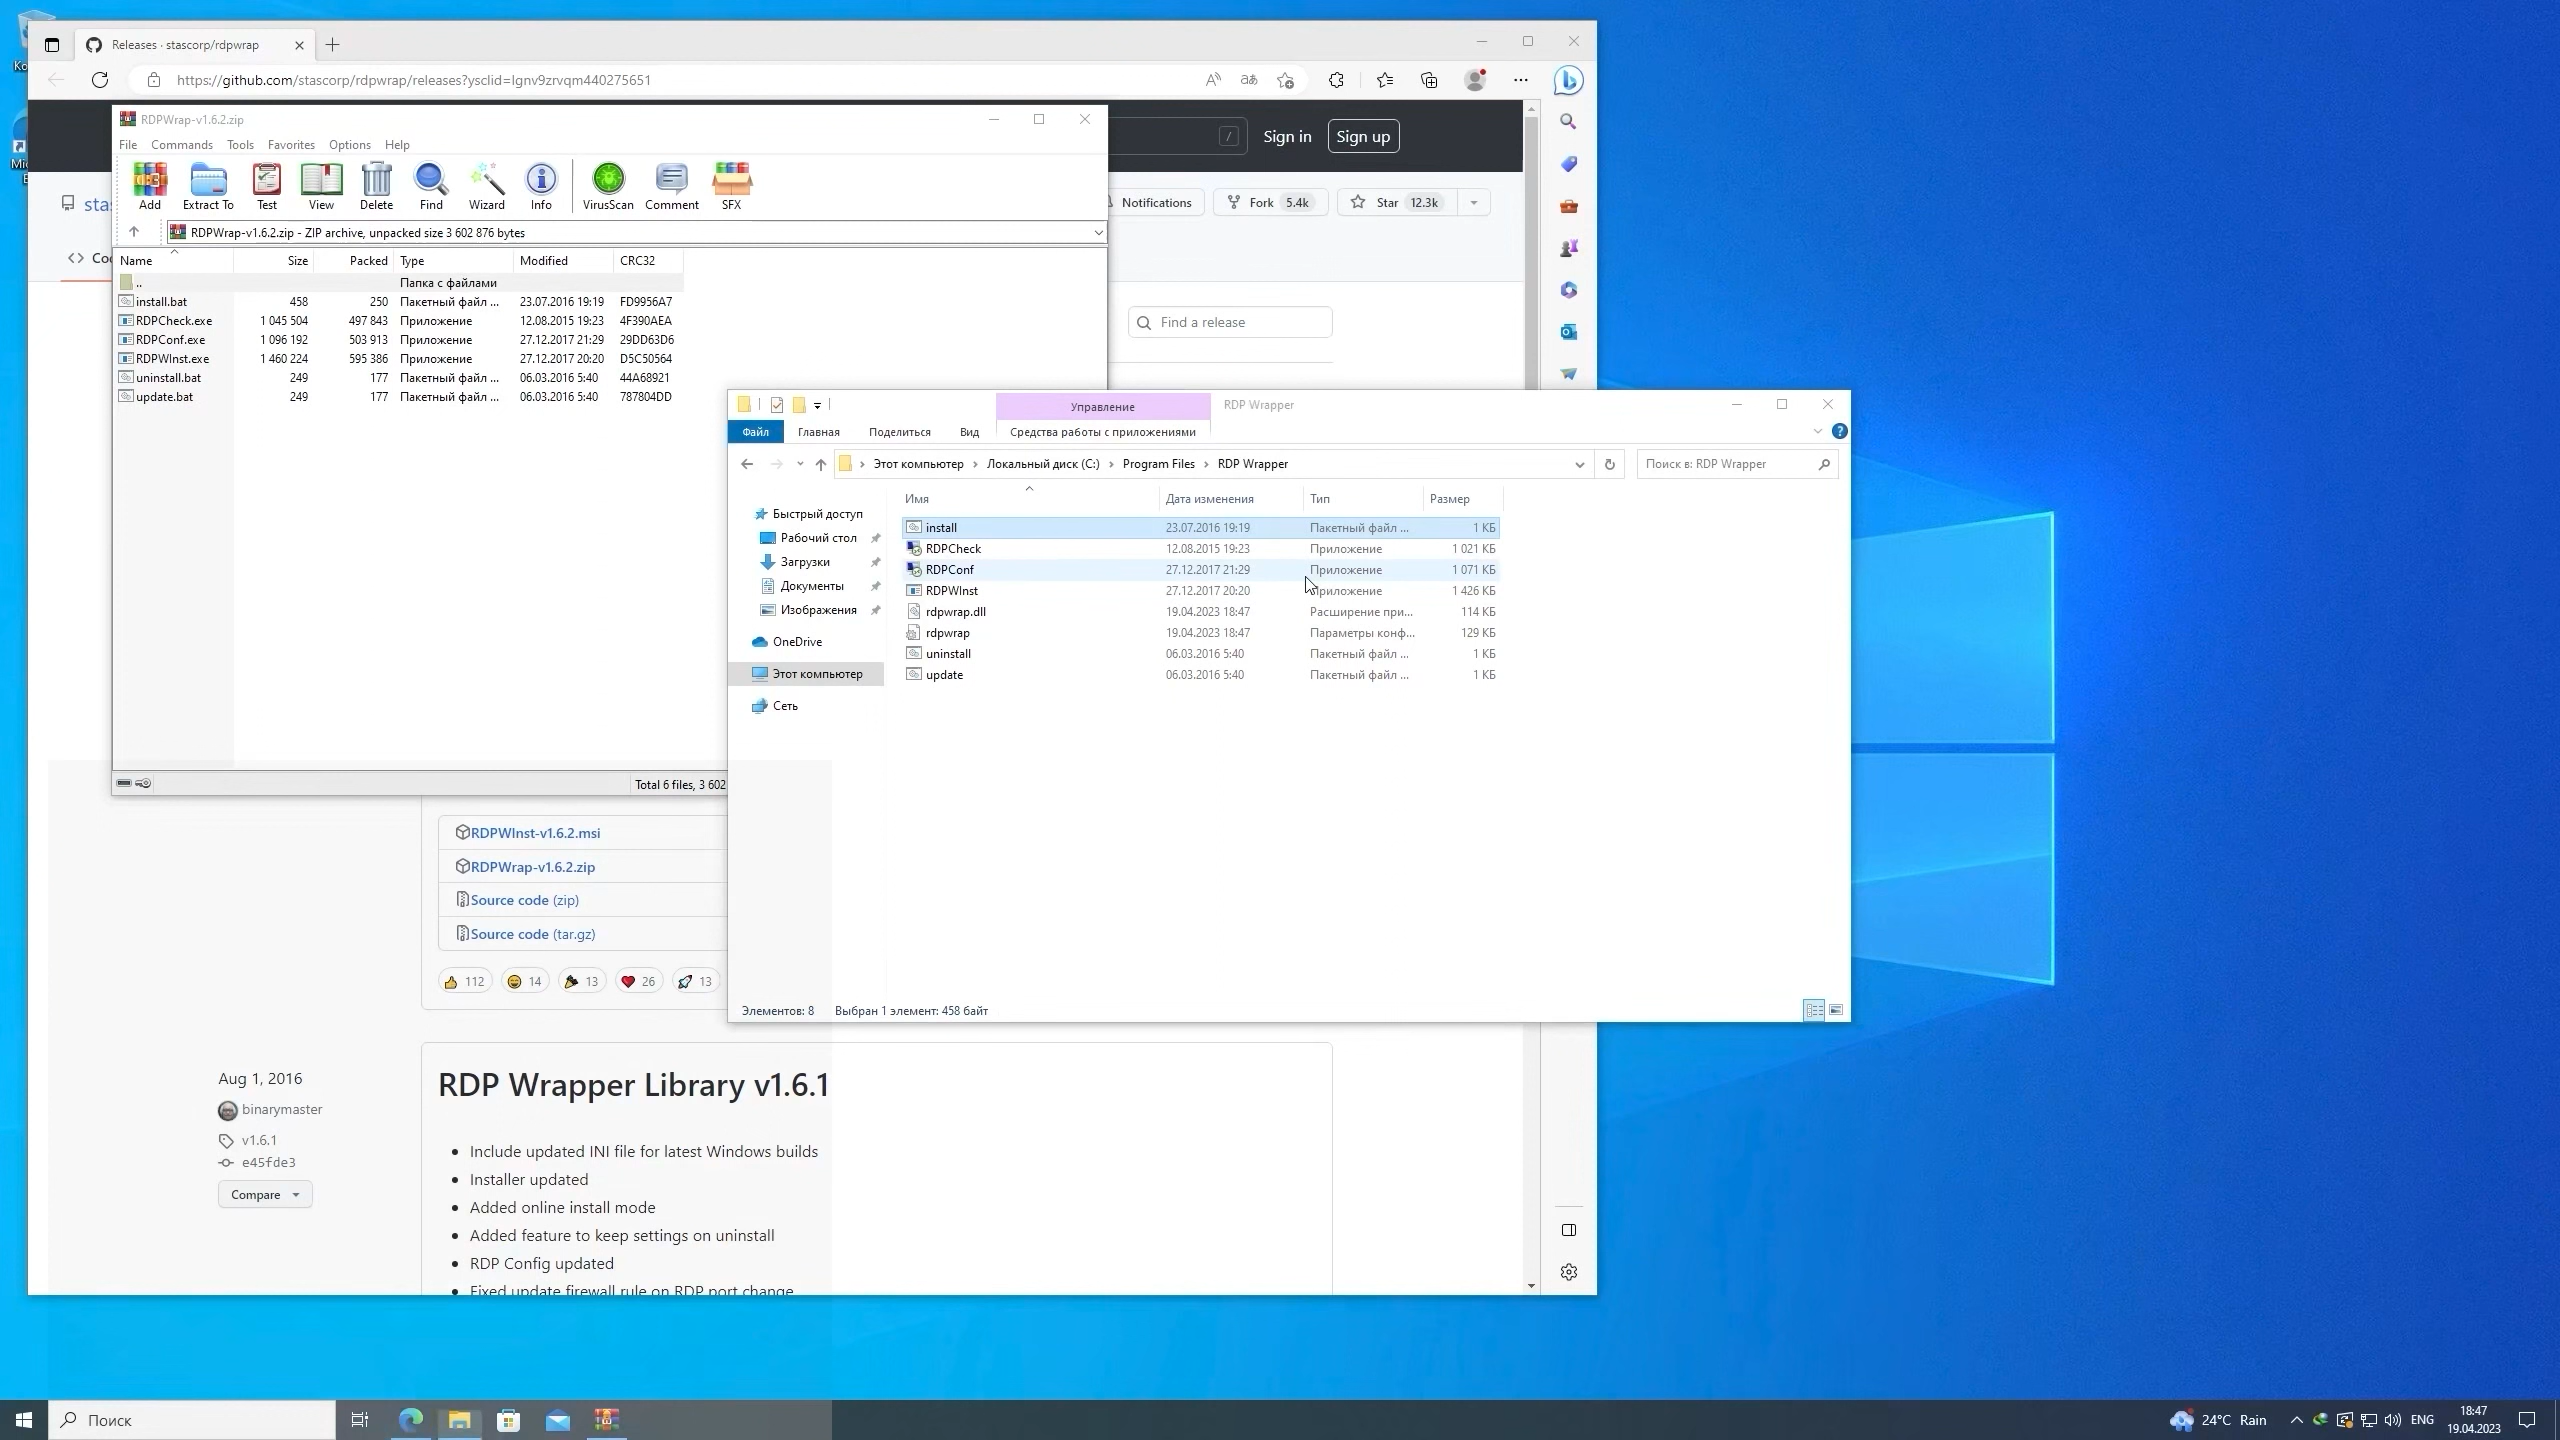 Releases · stascorp/rdpwrap
https://github.com/stascorp/rdpwrap/releases?ysclid=lgnv9zrvqm440275651
RDPWrap-v1.6.2.zip
File Commands Tools Favorites Options Help
/ Sign in Sign up
Add Extract To Test View Delete Find Wizard Info VirusScan Comment SFX
Notifications Fork 5.4k Star 12.3k
RDPWrap-v1.6.2.zip - ZIP archive, unpacked size 3 602 876 bytes
Name Size Packed Type Modified CRC32
.. Папка с файлами
install.bat 458 250 Пакетный файл ... 23.07.2016 19:19 FD9956A7
RDPCheck.exe 1 045 504 497 843 Приложение 12.08.2015 19:23 4F390AEA
RDPConf.exe 1 096 192 503 913 Приложение 27.12.2017 21:29 29DD63D6
RDPWInst.exe 1 460 224 595 386 Приложение 27.12.2017 20:20 D5C50564
uninstall.bat 249 177 Пакетный файл ... 06.03.2016 5:40 44A68921
update.bat 249 177 Пакетный файл ... 06.03.2016 5:40 787804DD
Total 6 files, 3 602
Find a release
Управление RDP Wrapper
Файл Главная Поделиться Вид Средства работы с приложениями
Этот компьютер Локальный диск (C:) Program Files RDP Wrapper
Поиск в: RDP Wrapper
Быстрый доступ
Рабочий стол
Загрузки
Документы
Изображения
OneDrive
Этот компьютер
Сеть
Имя Дата изменения Тип Размер
install 23.07.2016 19:19 Пакетный файл ... 1 КБ
RDPCheck 12.08.2015 19:23 Приложение 1 021 КБ
RDPConf 27.12.2017 21:29 Приложение 1 071 КБ
RDPWInst 27.12.2017 20:20 Приложение 1 426 КБ
rdpwrap.dll 19.04.2023 18:47 Расширение при... 114 КБ
rdpwrap 19.04.2023 18:47 Параметры конф... 129 КБ
uninstall 06.03.2016 5:40 Пакетный файл ... 1 КБ
update 06.03.2016 5:40 Пакетный файл ... 1 КБ
Элементов: 8 Выбран 1 элемент: 458 байт
RDPWInst-v1.6.2.msi
RDPWrap-v1.6.2.zip
Source code (zip)
Source code (tar.gz)
112 14 13 26 13
Aug 1, 2016
binarymaster
v1.6.1
e45fde3
Compare
RDP Wrapper Library v1.6.1
Include updated INI file for latest Windows builds
Installer updated
Added online install mode
Added feature to keep settings on uninstall
RDP Config updated
Fixed update firewall rule on RDP port change
Поиск
24°C Rain
ENG
18:47
19.04.2023